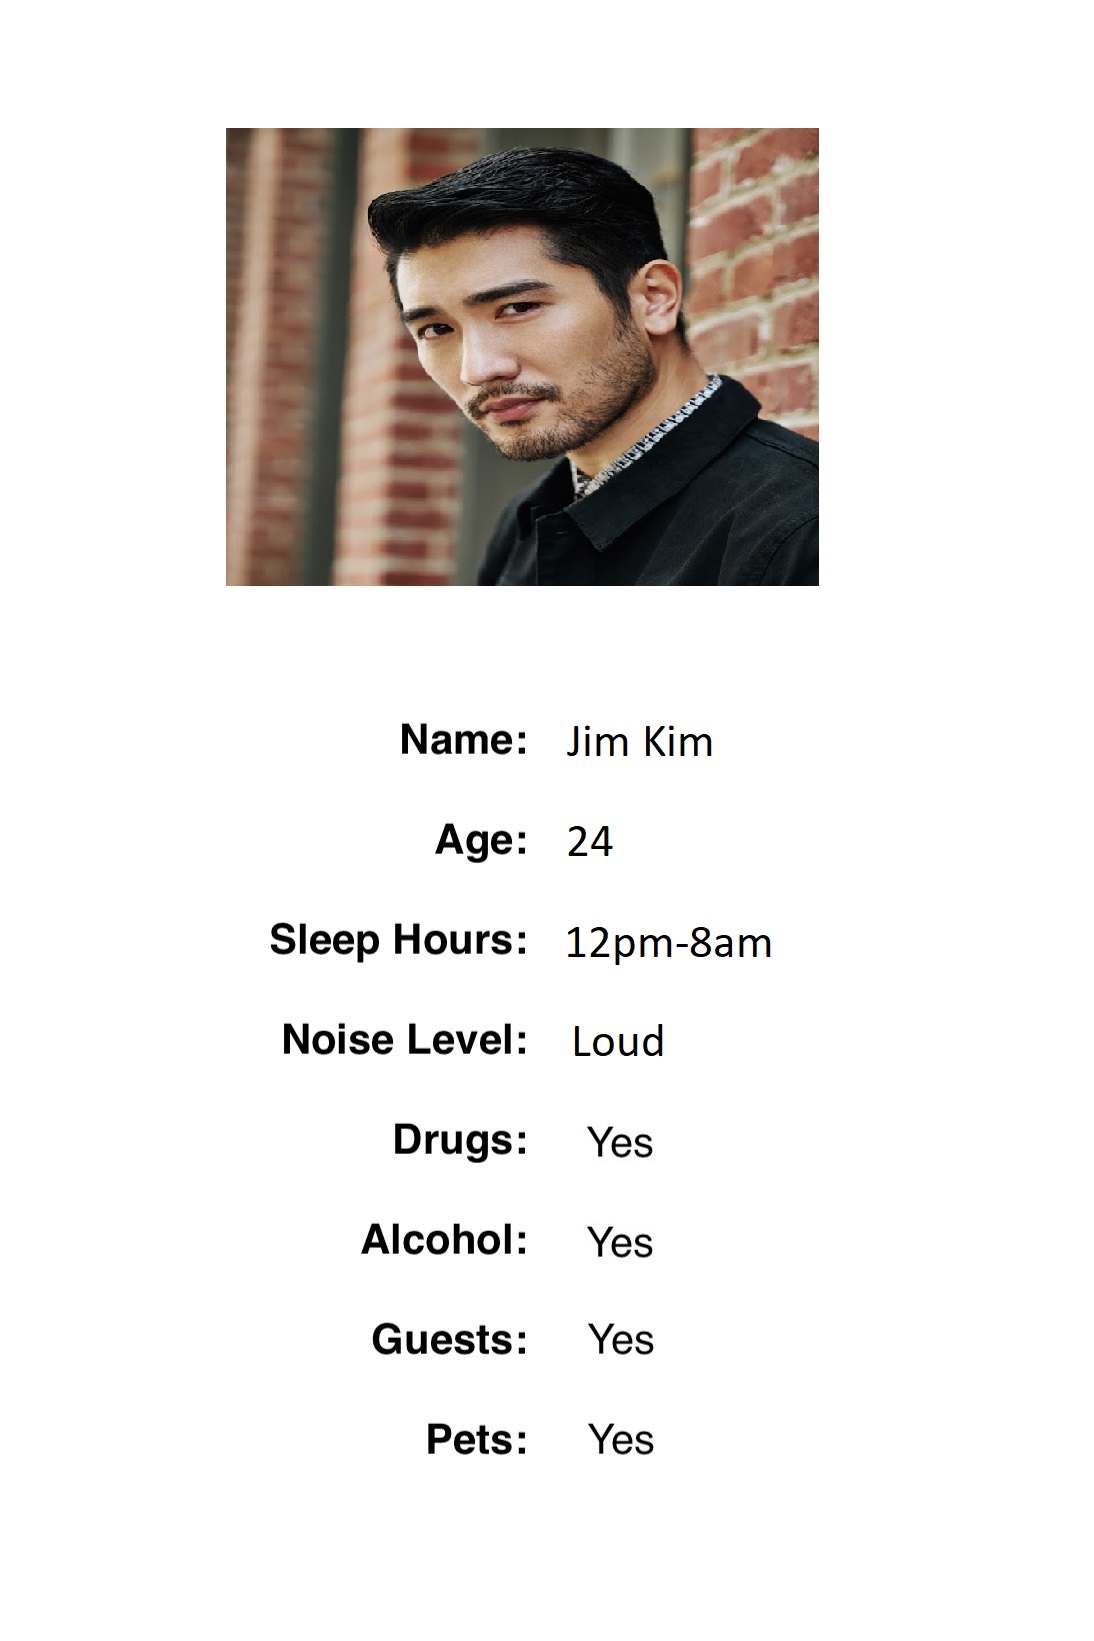 Name: Jim Kim
Age: 24
Sleep Hours: 12pm-8am
Noise Level: Loud
Drugs: Yes
Alcohol: Yes
Guests: Yes
Pets: Yes